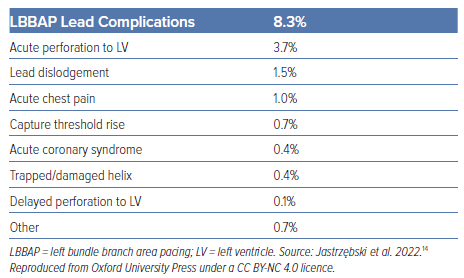 LBBAP Lead Complications 8.3%
Acute perforation to LV 3.7%
Lead dislodgement 1.5%
Acute chest pain 1.0%
Capture threshold rise 0.7%
Acute coronary syndrome 0.4%
Trapped/damaged helix 0.4%
Delayed perforation to LV 0.1%
Other 0.7%
LBBAP = left bundle branch area pacing; LV = left ventricle. Source: Jastrzębski et al. 2022.¹⁴
Reproduced from Oxford University Press under a CC BY-NC 4.0 licence.